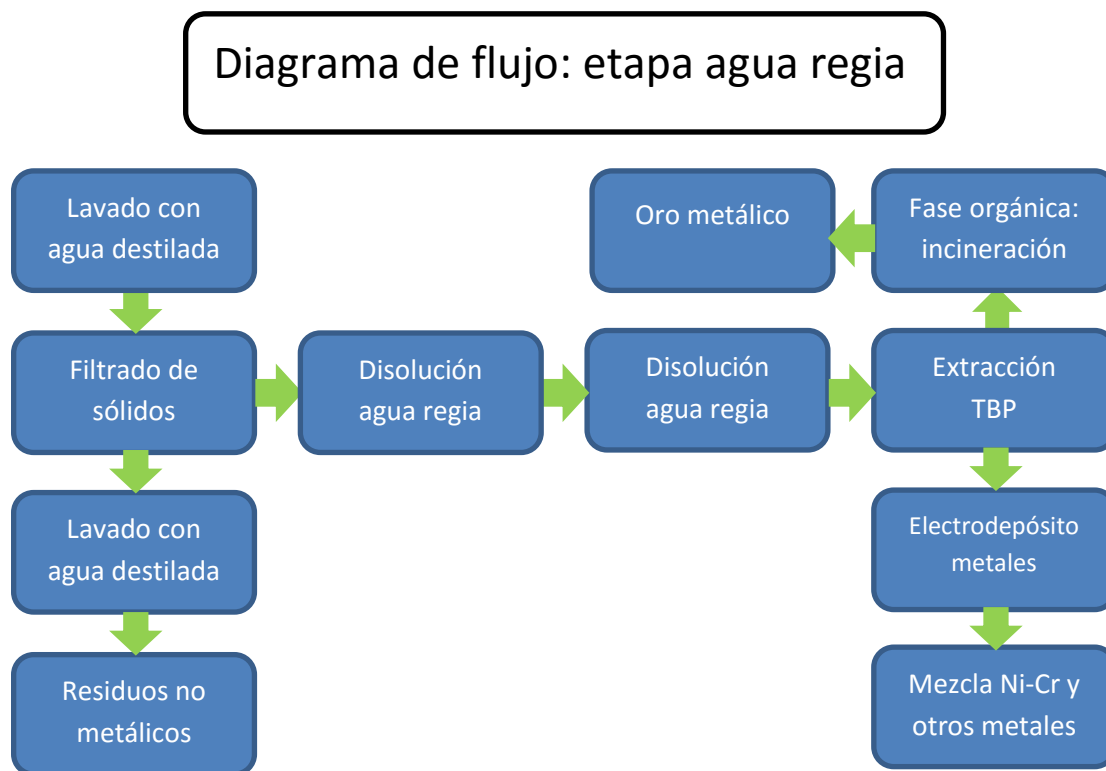 Diagrama de flujo: etapa agua regia
Lavado con
agua destilada
Oro metálico
Fase orgánica:
incineración
Filtrado de
sólidos
Disolución
agua regia
Disolución
agua regia
Extracción
TBP
Lavado con
agua destilada
Electrodepósito
metales
Residuos no
metálicos
Mezcla Ni-Cr y
otros metales